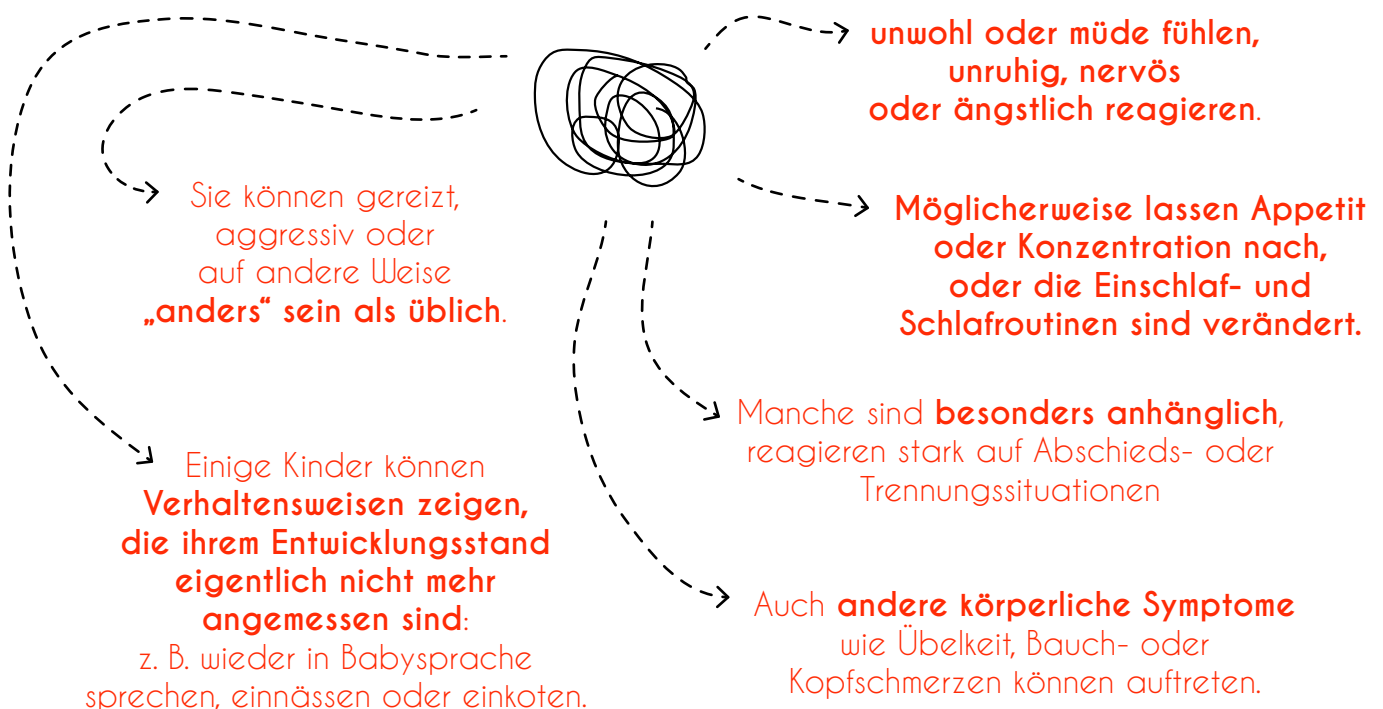 unwohl oder müde fühlen,
unruhig, nervös
oder ängstlich reagieren.
Sie können gereizt,
aggressiv oder
auf andere Weise
„anders“ sein als üblich.
Möglicherweise lassen Appetit
oder Konzentration nach,
oder die Einschlaf- und
Schlafroutinen sind verändert.
Manche sind besonders anhänglich,
reagieren stark auf Abschieds- oder
Trennungssituationen
Einige Kinder können
Verhaltensweisen zeigen,
die ihrem Entwicklungsstand
eigentlich nicht mehr
angemessen sind:
z. B. wieder in Babysprache
sprechen, einnässen oder einkoten.
Auch andere körperliche Symptome
wie Übelkeit, Bauch- oder
Kopfschmerzen können auftreten.